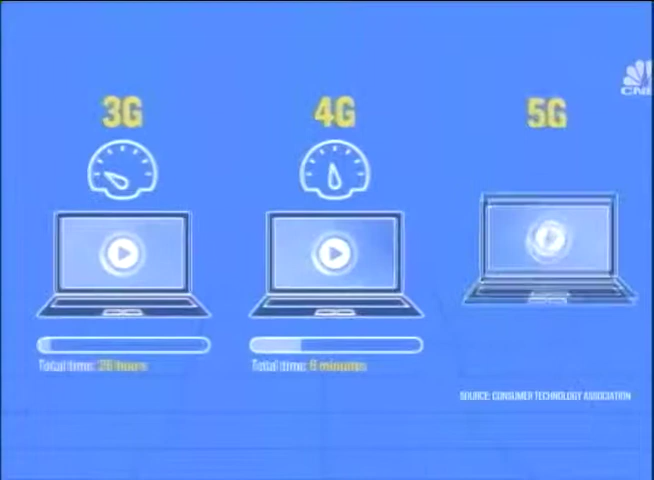 3G
4G
5G
Total time: 26 hours
Total time: 6 minutes
SOURCE: CONSUMER TECHNOLOGY ASSOCIATION